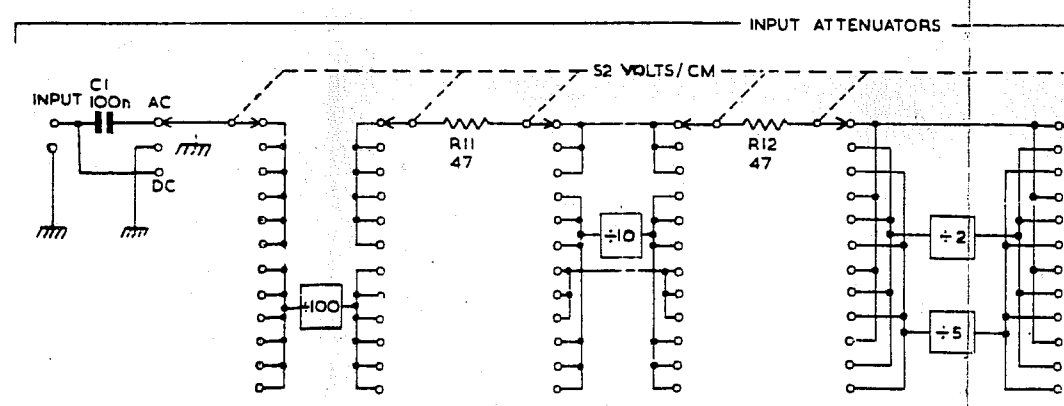 INPUT ATTENUATORS
S2 VOLTS/CM
C1
INPUT 100n AC
DC
R11
47
R12
47
÷10
÷2
÷100
÷5